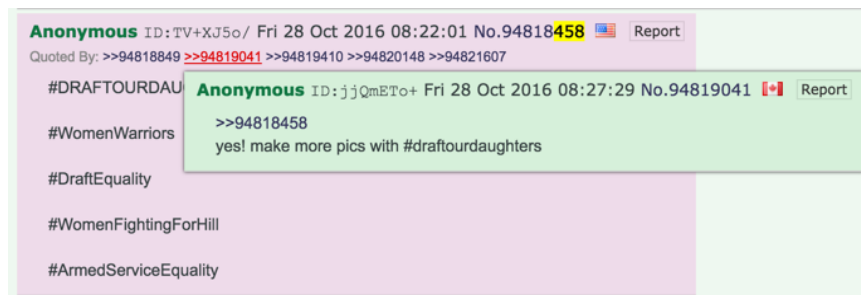 Anonymous ID:TV+XJ5o/ Fri 28 Oct 2016 08:22:01 No.94818458 Report
Quoted By: >>94818849 >>94819041 >>94819410 >>94820148 >>94821607
#DRAFTOURDAU
Anonymous ID:jjQmETo+ Fri 28 Oct 2016 08:27:29 No.94819041 Report
>>94818458
yes! make more pics with #draftourdaughters
#WomenWarriors
#DraftEquality
#WomenFightingForHill
#ArmedServiceEquality